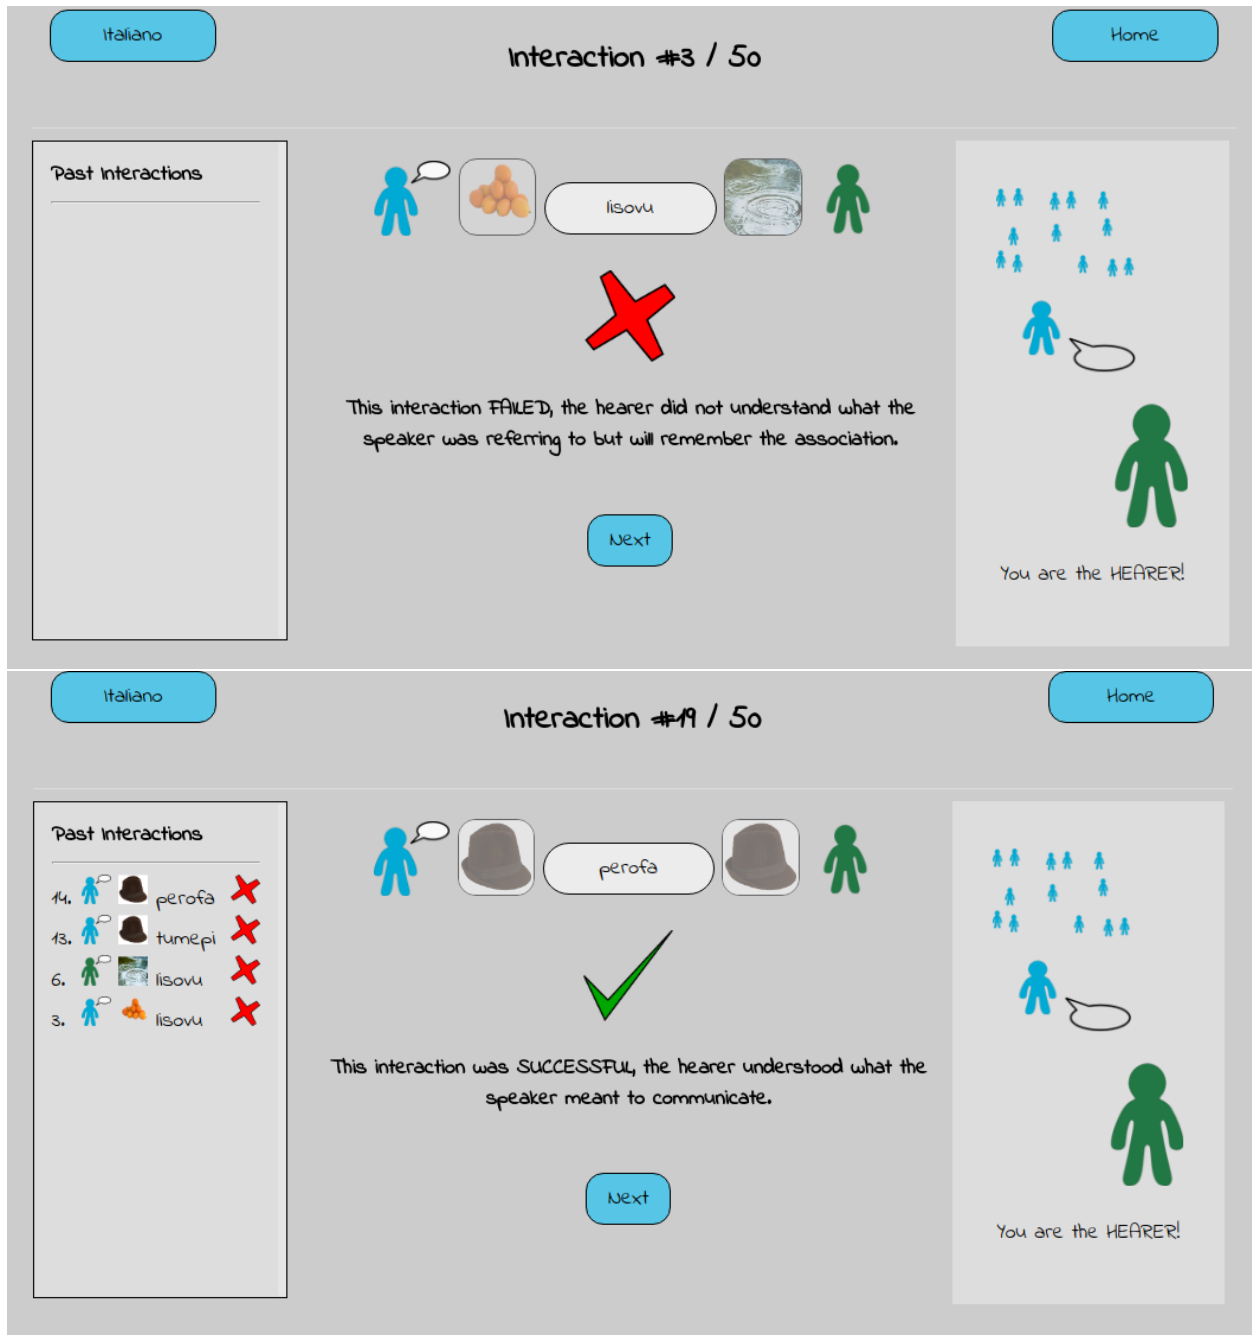 Italiano
Home
Interaction #3 / 50
Past Interactions
lisovu
This interaction FAILED, the hearer did not understand what the
speaker was referring to but will remember the association.
Next
You are the HEARER!
Italiano
Home
Interaction #19 / 50
Past Interactions
14. perofa
13. tumepi
6. lisovu
3. lisovu
perofa
This interaction was SUCCESSFUL, the hearer understood what the
speaker meant to communicate.
Next
You are the HEARER!